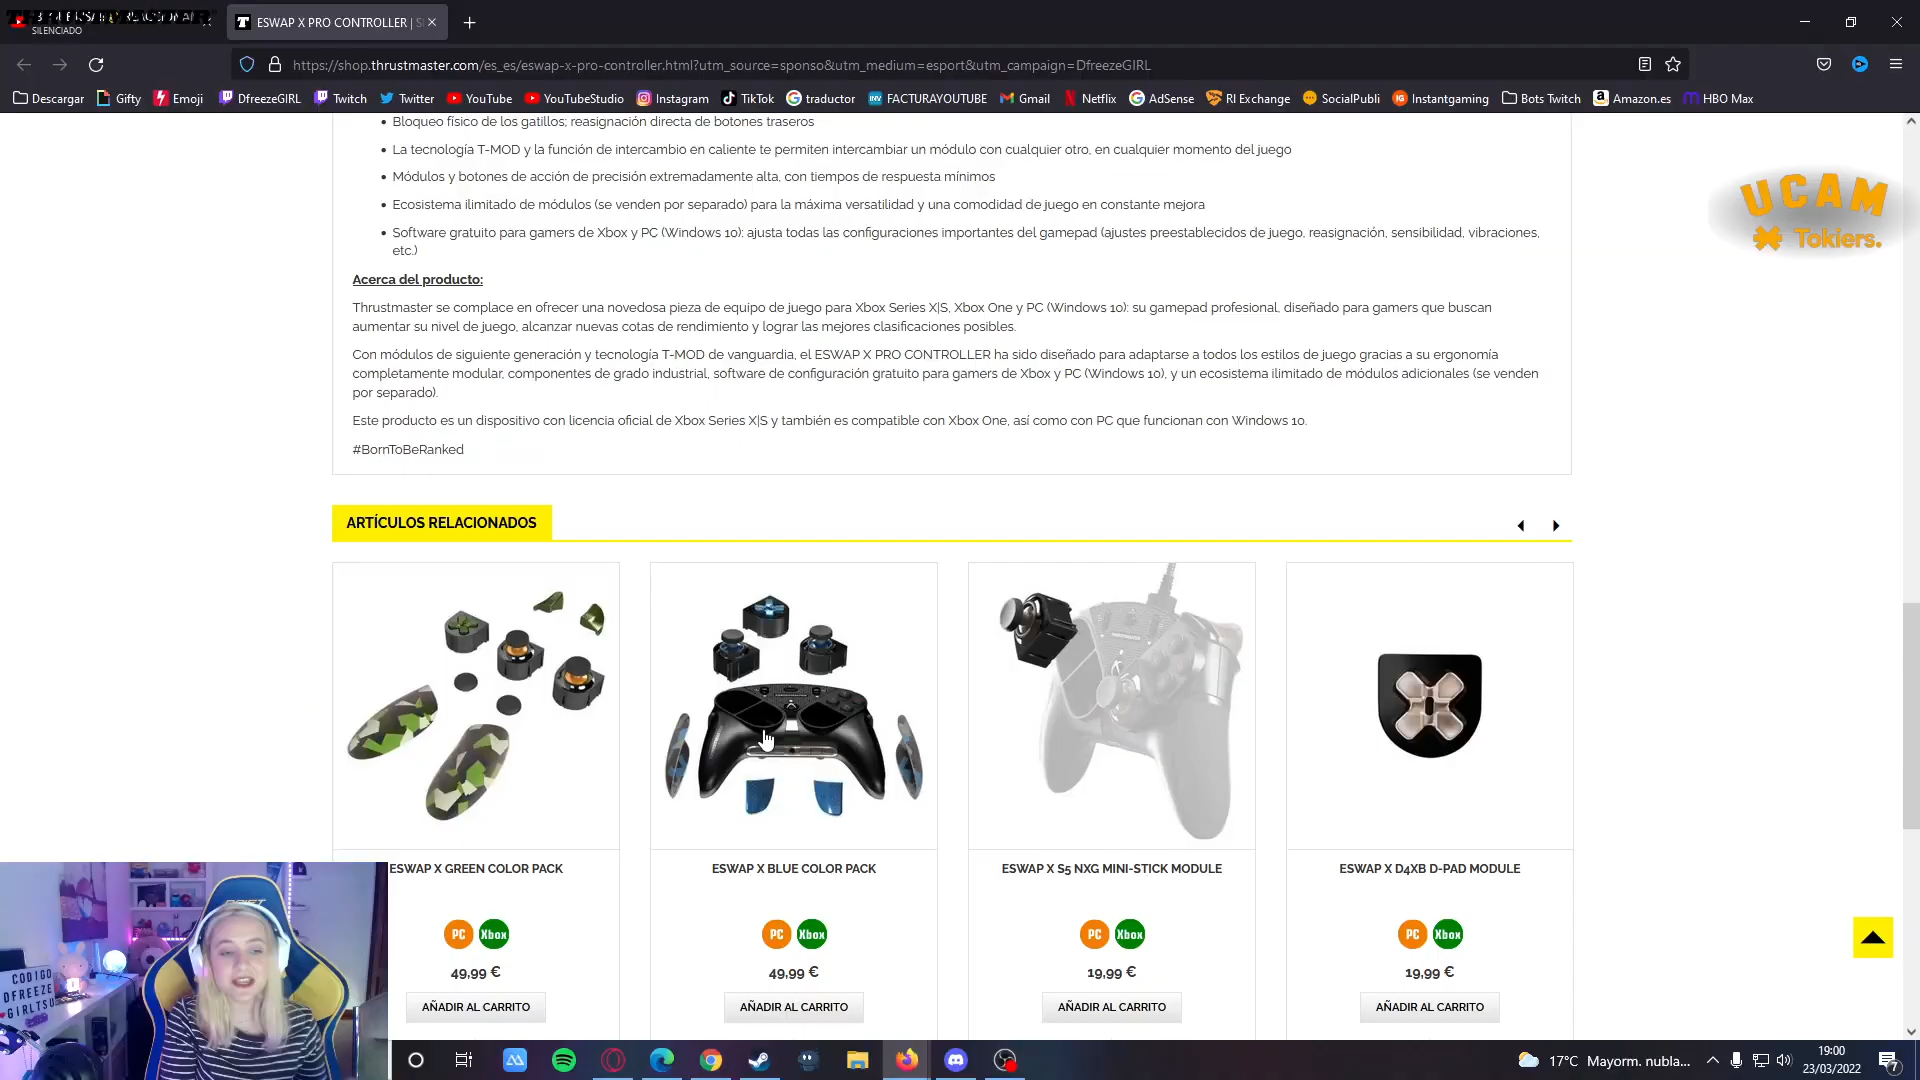 SILENCIADO
ESWAP X PRO CONTROLLER | S
https://shop.thrustmaster.com/es_es/eswap-x-pro-controller.html?utm_source=sponso&utm_medium=esport&utm_campaign=DfreezeGIRL
Descargar Gifty Emoji DfreezeGIRL Twitch Twitter YouTube YouTubeStudio Instagram TikTok traductor FACTURAYOUTUBE Gmail Netflix AdSense RI Exchange SocialPubli Instantgaming Bots Twitch Amazon.es HBO Max
• Bloqueo físico de los gatillos; reasignación directa de botones traseros
• La tecnología T-MOD y la función de intercambio en caliente te permiten intercambiar un módulo con cualquier otro, en cualquier momento del juego
• Módulos y botones de acción de precisión extremadamente alta, con tiempos de respuesta mínimos
• Ecosistema ilimitado de módulos (se venden por separado) para la máxima versatilidad y una comodidad de juego en constante mejora
• Software gratuito para gamers de Xbox y PC (Windows 10): ajusta todas las configuraciones importantes del gamepad (ajustes preestablecidos de juego, reasignación, sensibilidad, vibraciones,
etc.)
UCAM
Tokiers.
Acerca del producto:
Thrustmaster se complace en ofrecer una novedosa pieza de equipo de juego para Xbox Series X|S, Xbox One y PC (Windows 10): su gamepad profesional, diseñado para gamers que buscan
aumentar su nivel de juego, alcanzar nuevas cotas de rendimiento y lograr las mejores clasificaciones posibles.
Con módulos de siguiente generación y tecnología T-MOD de vanguardia, el ESWAP X PRO CONTROLLER ha sido diseñado para adaptarse a todos los estilos de juego gracias a su ergonomía
completamente modular, componentes de grado industrial, software de configuración gratuito para gamers de Xbox y PC (Windows 10), y un ecosistema ilimitado de módulos adicionales (se venden
por separado).
Este producto es un dispositivo con licencia oficial de Xbox Series X|S y también es compatible con Xbox One, así como con PC que funcionan con Windows 10.
#BornToBeRanked
ARTÍCULOS RELACIONADOS
ESWAP X GREEN COLOR PACK
PC Xbox
49,99 €
AÑADIR AL CARRITO
ESWAP X BLUE COLOR PACK
PC Xbox
49,99 €
AÑADIR AL CARRITO
ESWAP X S5 NXG MINI-STICK MODULE
PC Xbox
19,99 €
AÑADIR AL CARRITO
ESWAP X D4XB D-PAD MODULE
PC Xbox
19,99 €
AÑADIR AL CARRITO
CODIGO
DFREEZE
GIRLTSU
17°C Mayorm. nubla...
19:00
23/03/2022
7